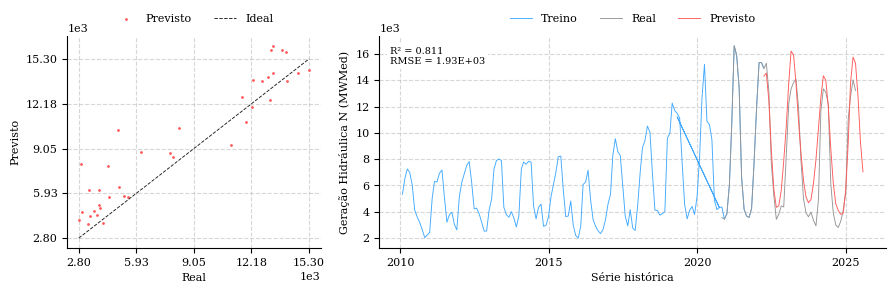 Previsto Ideal
1e3
15.30
12.18
9.05
5.93
2.80
Previsto
2.80 5.93 9.05 12.18 15.30
1e3
Real
Treino Real Previsto
1e3
R² = 0.811
RMSE = 1.93E+03
16
14
12
10
8
6
4
2
Geração Hidráulica N (MWMed)
2010 2015 2020 2025
Série histórica